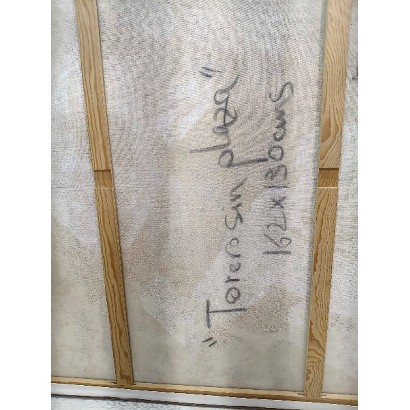 "Torero sin plaza"
162x130cms